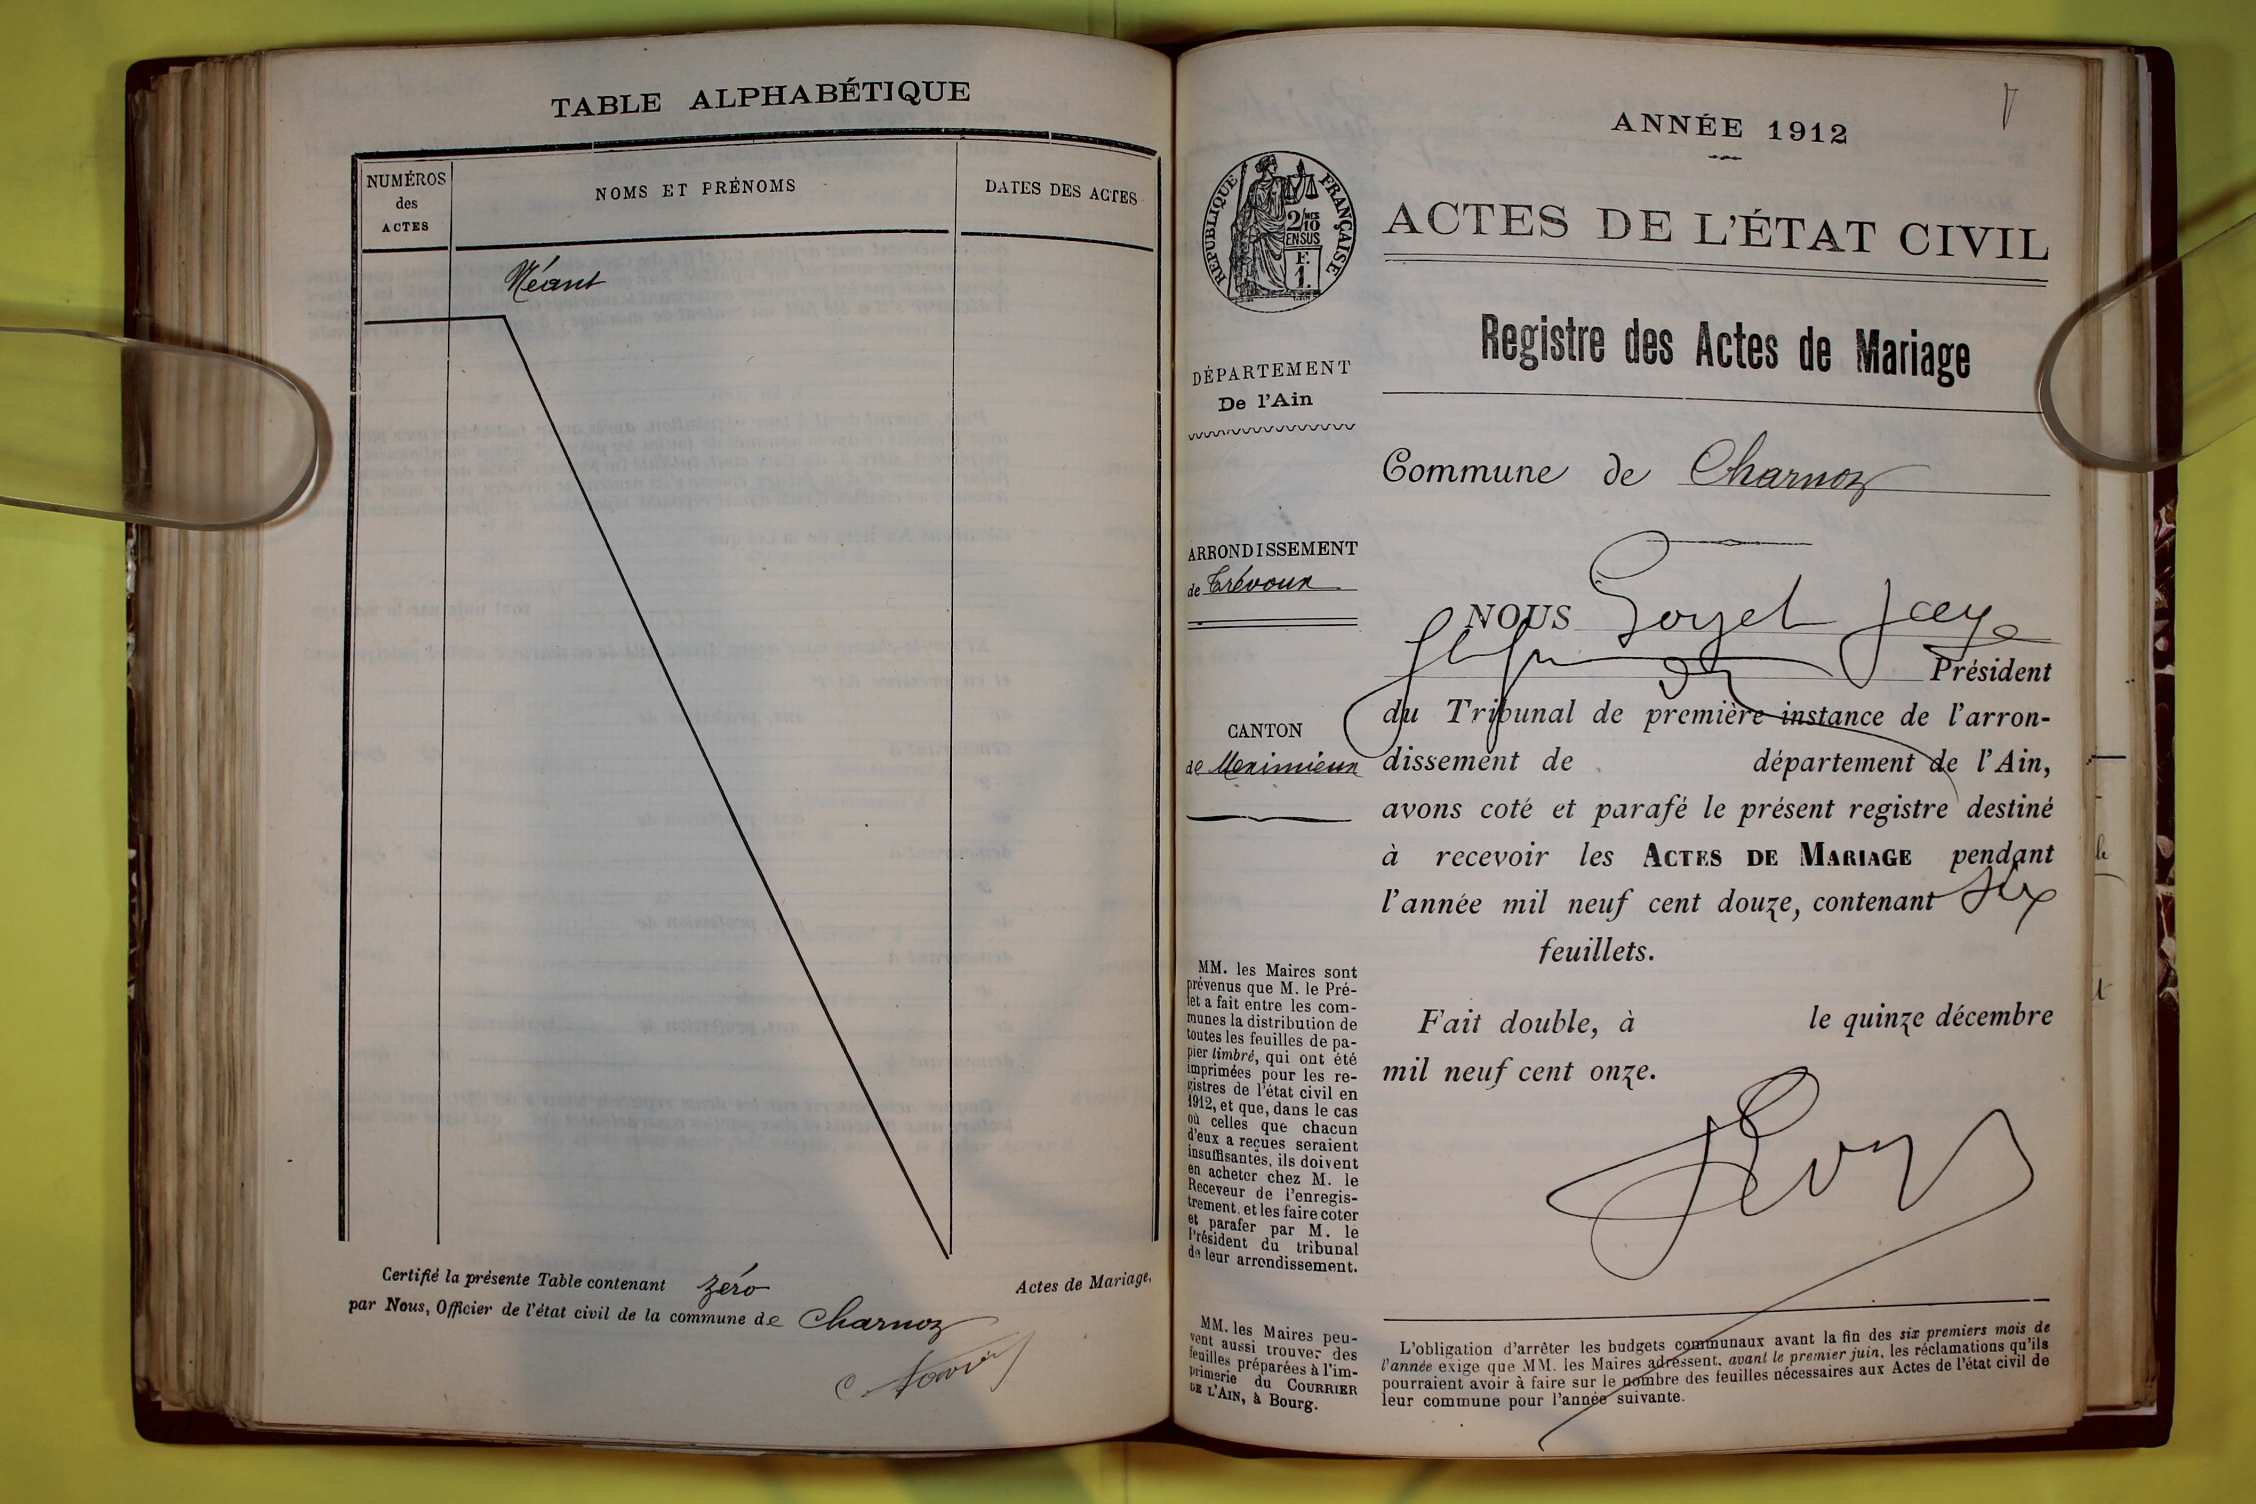 TABLE ALPHABÉTIQUE
NUMÉROS
des
ACTES
NOMS ET PRÉNOMS
DATES DES ACTES
Néant
Certifié la présente Table contenant zéro Actes de Mariage,
par Nous, Officier de l'état civil de la commune de Charnoz
ANNÉE 1912
RÉPUBLIQUE FRANÇAISE
2/10 MES
EN SUS
F.
1.
ACTES DE L'ÉTAT CIVIL
Registre des Actes de Mariage
DÉPARTEMENT
De l'Ain
Commune de Charnoz
ARRONDISSEMENT
de Trévoux
CANTON
de Meximieux
NOUS Goyet
Président
du Tribunal de première instance de l'arron-
dissement de département de l'Ain,
avons coté et parafé le présent registre destiné
à recevoir les ACTES DE MARIAGE pendant
l'année mil neuf cent douze, contenant six
feuillets.
Fait double, à le quinze décembre
mil neuf cent onze.
MM. les Maires sont
prévenus que M. le Pré-
fet a fait entre les com-
munes la distribution de
toutes les feuilles de pa-
pier timbré, qui ont été
imprimées pour les re-
gistres de l'état civil en
1912, et que, dans le cas
où celles que chacun
d'eux a reçues seraient
insuffisantes, ils doivent
en acheter chez M. le
Receveur de l'enregis-
trement, et les faire coter
et parafer par M. le
Président du tribunal
de leur arrondissement.
MM. les Maires peu-
vent aussi trouver des
feuilles préparées à l'im-
primerie du COURRIER
DE L'AIN, à Bourg.
L'obligation d'arrêter les budgets communaux avant la fin des six premiers mois de
l'année exige que MM. les Maires adressent, avant le premier juin, les réclamations qu'ils
pourraient avoir à faire sur le nombre des feuilles nécessaires aux Actes de l'état civil de
leur commune pour l'année suivante.